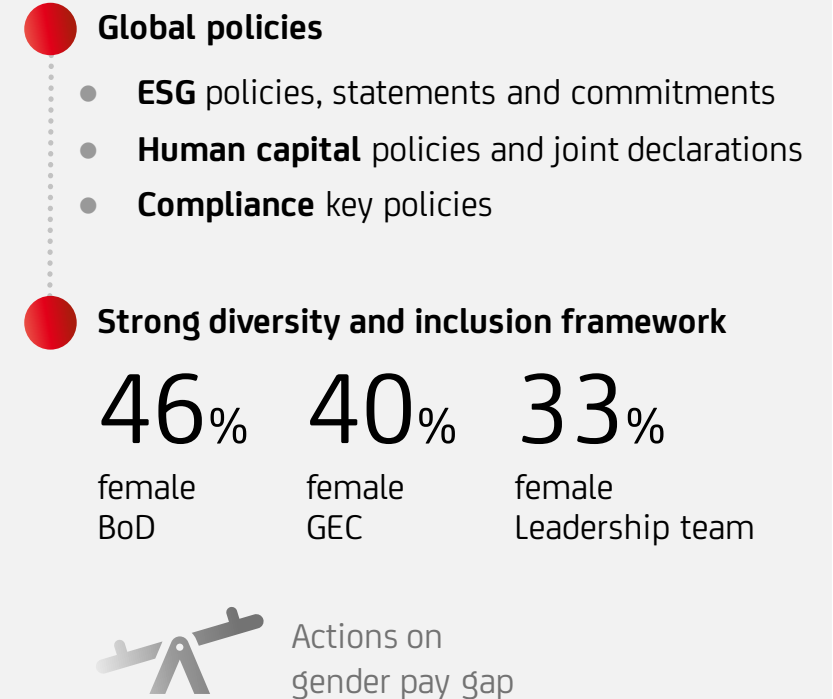 Global policies
ESG policies, statements and commitments
Human capital policies and joint declarations
Compliance key policies
Strong diversity and inclusion framework
46% 40% 33%
female female female
BoD GEC Leadership team
Actions on
gender pay gap